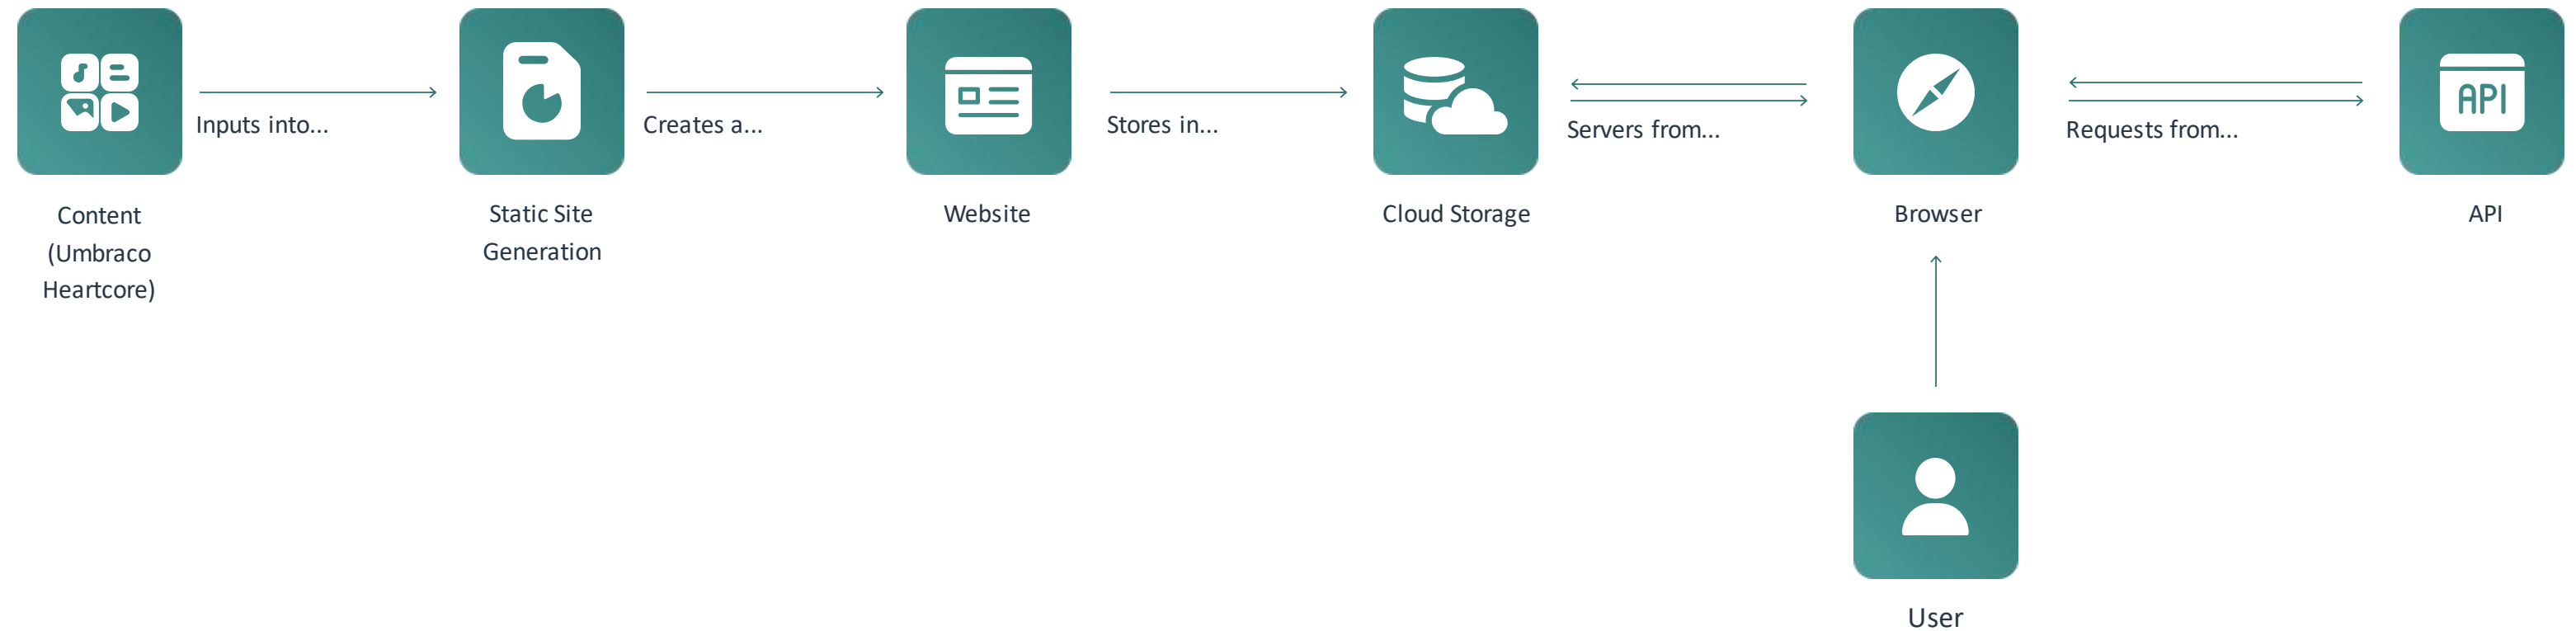 API
Inputs into...
Creates a...
Stores in...
Servers from...
Requests from...
Content
(Umbraco
Heartcore)
Static Site
Generation
Website
Cloud Storage
Browser
API
User